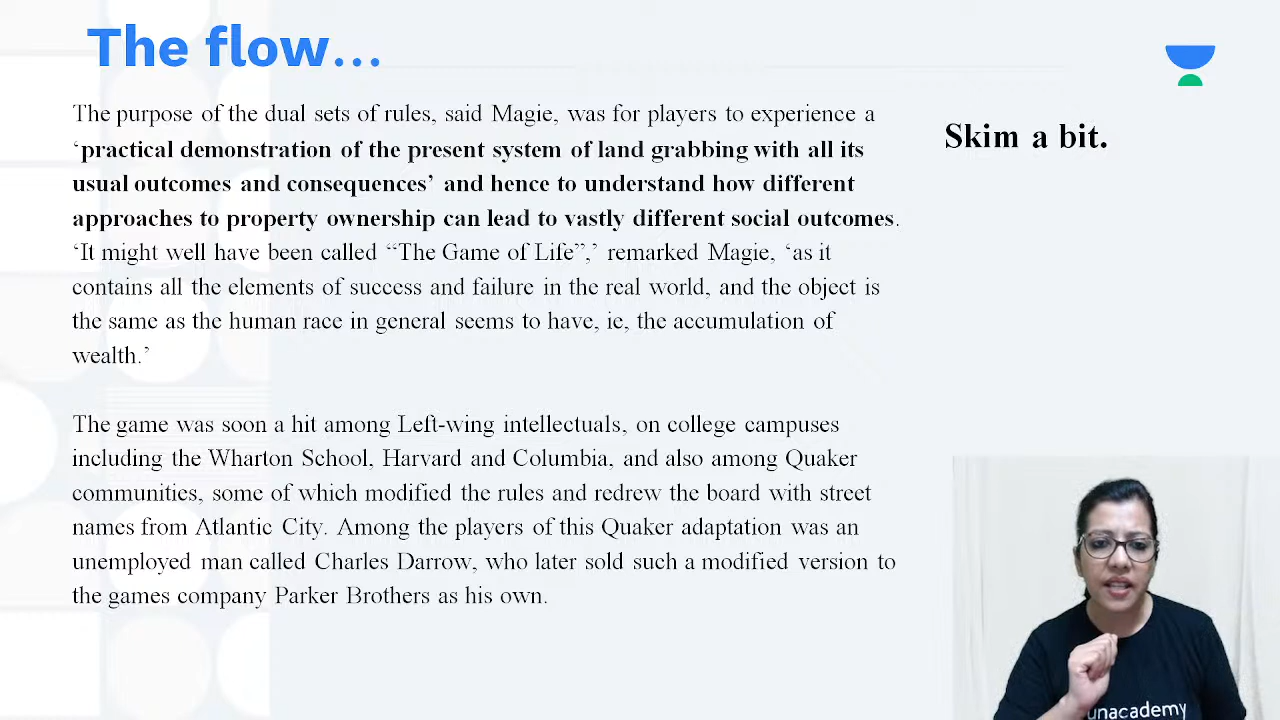 The flow...
The purpose of the dual sets of rules, said Magie, was for players to experience a
‘practical demonstration of the present system of land grabbing with all its
usual outcomes and consequences’ and hence to understand how different
approaches to property ownership can lead to vastly different social outcomes.
‘It might well have been called “The Game of Life”,’ remarked Magie, ‘as it
contains all the elements of success and failure in the real world, and the object is
the same as the human race in general seems to have, ie, the accumulation of
wealth.’
The game was soon a hit among Left-wing intellectuals, on college campuses
including the Wharton School, Harvard and Columbia, and also among Quaker
communities, some of which modified the rules and redrew the board with street
names from Atlantic City. Among the players of this Quaker adaptation was an
unemployed man called Charles Darrow, who later sold such a modified version to
the games company Parker Brothers as his own.
Skim a bit.
unacademy